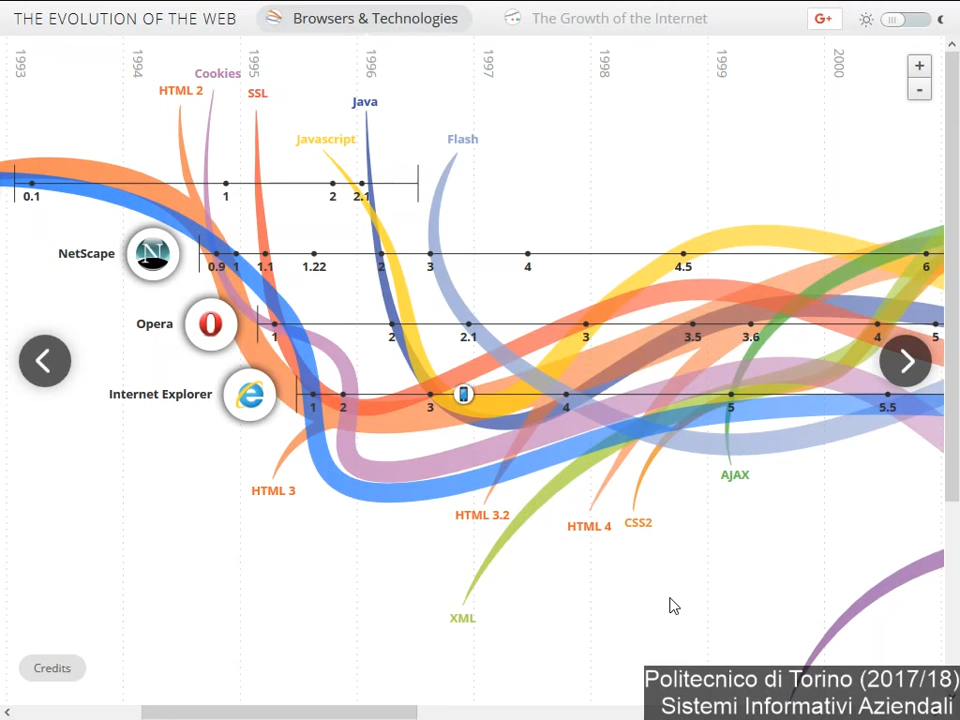 THE EVOLUTION OF THE WEB
Browsers & Technologies
The Growth of the Internet
G+
1993
1994
1995
1996
1997
1998
1999
2000
+
-
Cookies
HTML 2
SSL
Java
Javascript
Flash
0.1
1
2
2.1
NetScape
N
0.9
1
1.1
1.22
2
3
4
4.5
6
Opera
1
2
2.1
3
3.5
3.6
4
5
Internet Explorer
1
2
3
4
5
5.5
HTML 3
HTML 3.2
HTML 4
CSS2
AJAX
XML
Credits
Politecnico di Torino (2017/18)
Sistemi Informativi Aziendali